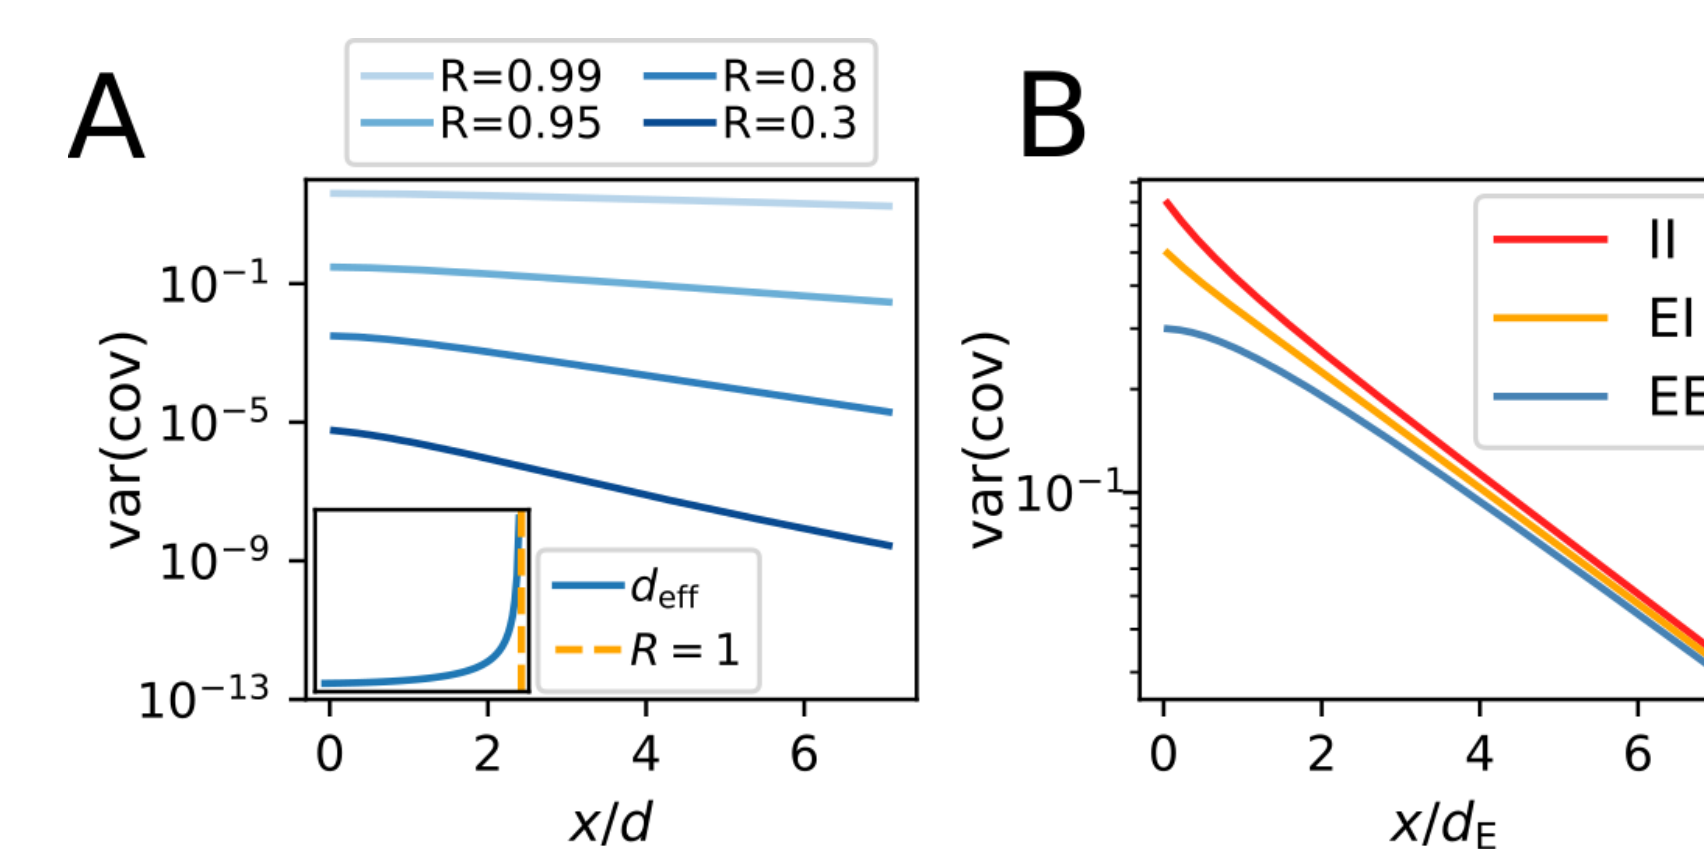 A
R=0.99 R=0.8
R=0.95 R=0.3
var(cov)
10⁻¹
10⁻⁵
10⁻⁹
10⁻¹³
d_eff
R = 1
0 2 4 6
x/d
B
II
EI
EE
var(cov)
10⁻¹
0 2 4 6
x/d_E